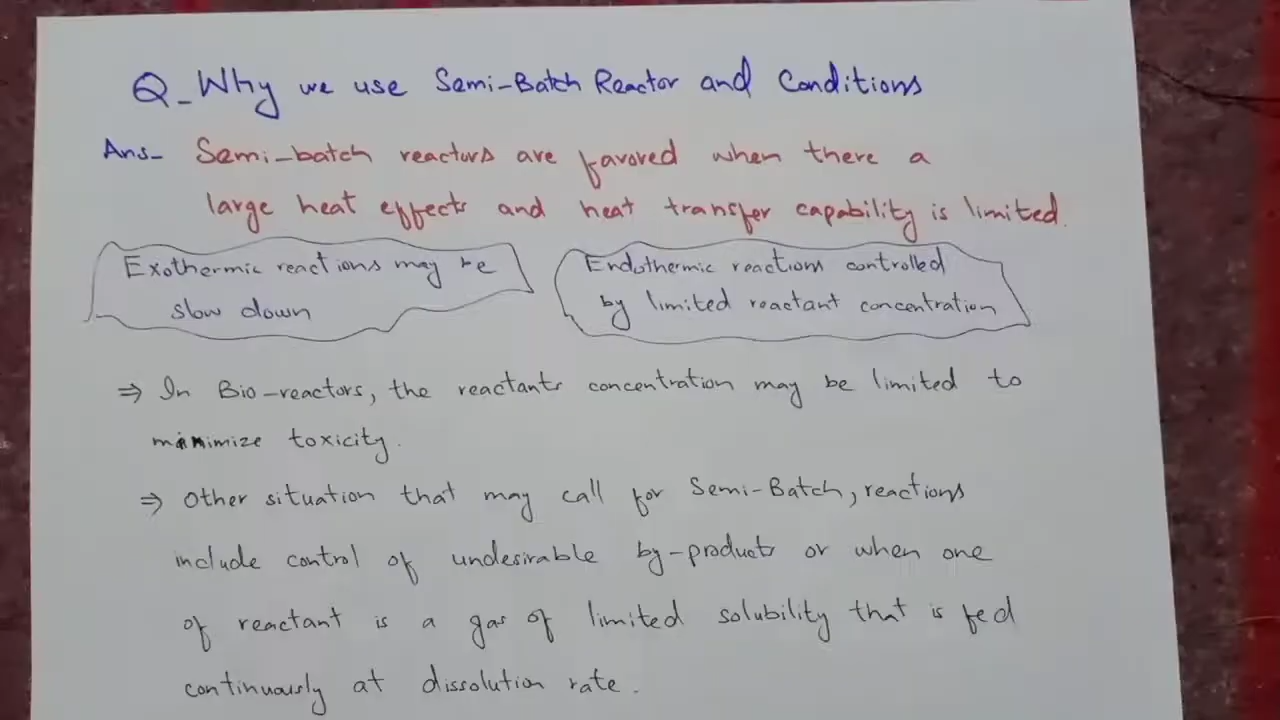 Q_ Why we use Semi-Batch Reactor and Conditions
Ans- Semi-batch reactors are favored when there a
large heat effects and heat transfer capability is limited.
Exothermic reactions may be
slow down
Endothermic reactions controlled
by limited reactant concentration
⇒ In Bio-reactors, the reactants concentration may be limited to
minimize toxicity.
⇒ Other situation that may call for Semi-Batch, reactions
include control of undesirable by-products or when one
of reactant is a gas of limited solubility that is fed
continuously at dissolution rate.